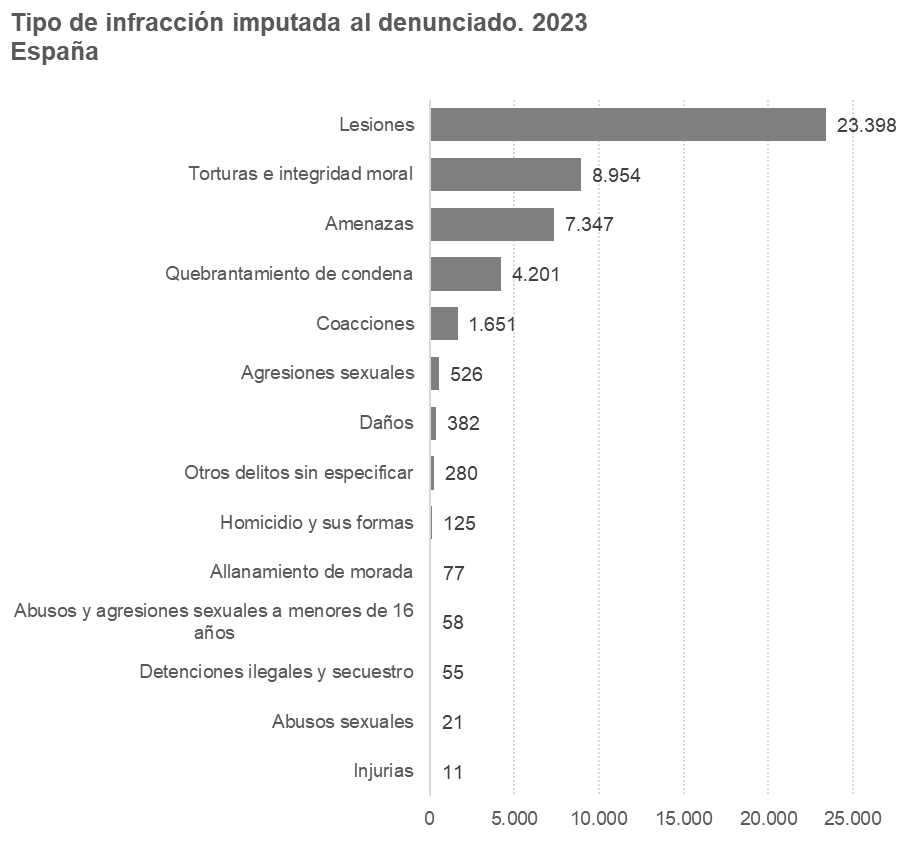 Tipo de infracción imputada al denunciado. 2023
España
Lesiones
23.398
Torturas e integridad moral
8.954
Amenazas
7.347
Quebrantamiento de condena
4.201
Coacciones
1.651
Agresiones sexuales
526
Daños
382
Otros delitos sin especificar
280
Homicidio y sus formas
125
Allanamiento de morada
77
Abusos y agresiones sexuales a menores de 16
años
58
Detenciones ilegales y secuestro
55
Abusos sexuales
21
Injurias
11
0
5.000
10.000
15.000
20.000
25.000